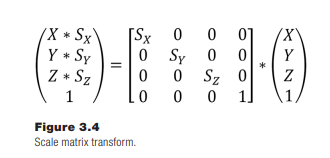 (X * S_X) [S_X 0 0 0] (X)
(Y * S_Y) = [0 S_Y 0 0] * (Y)
(Z * S_Z) [0 0 S_Z 0] (Z)
(1) [0 0 0 1] (1)
Figure 3.4
Scale matrix transform.